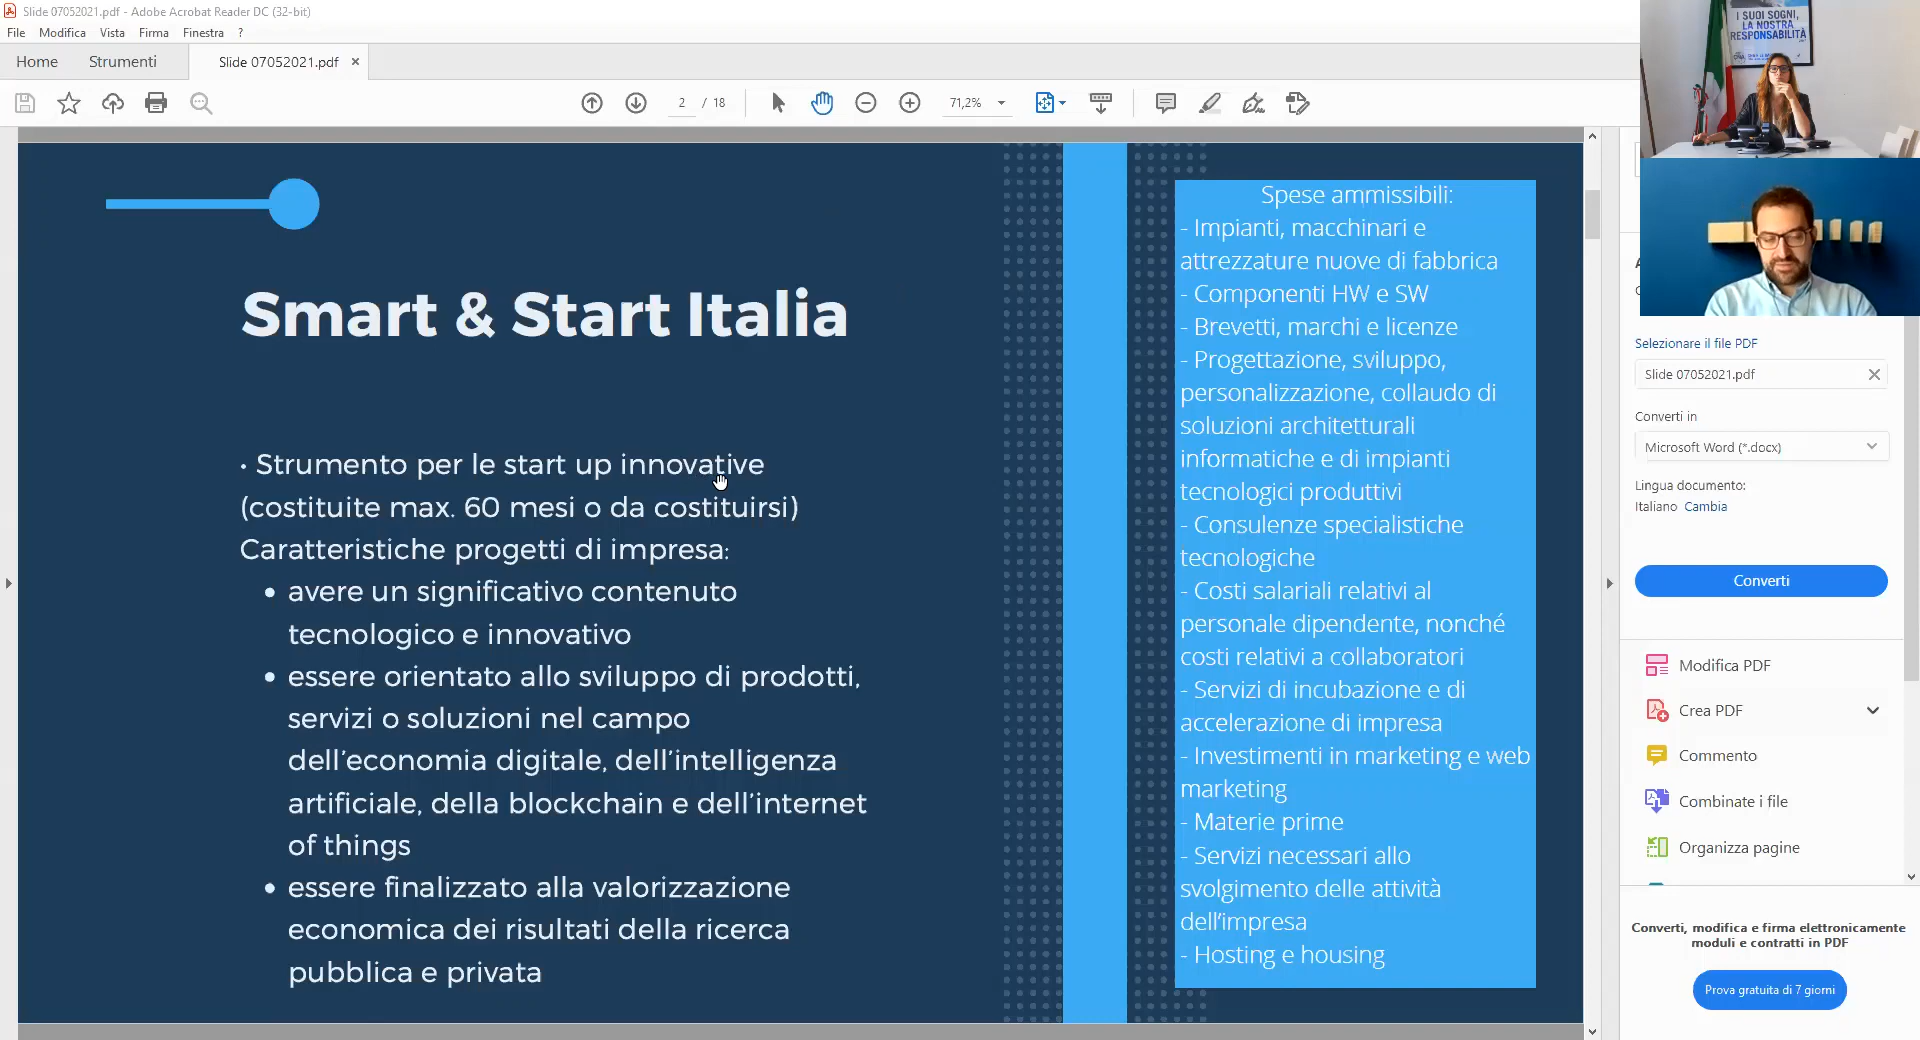 Slide 07052021.pdf - Adobe Acrobat Reader DC (32-bit)
File Modifica Vista Firma Finestra ?
Home Strumenti Slide 07052021.pdf ×
2 / 18 71,2%
Smart & Start Italia
• Strumento per le start up innovative
(costituite max. 60 mesi o da costituirsi)
Caratteristiche progetti di impresa:
• avere un significativo contenuto
tecnologico e innovativo
• essere orientato allo sviluppo di prodotti,
servizi o soluzioni nel campo
dell'economia digitale, dell'intelligenza
artificiale, della blockchain e dell'internet
of things
• essere finalizzato alla valorizzazione
economica dei risultati della ricerca
pubblica e privata
Spese ammissibili:
- Impianti, macchinari e
attrezzature nuove di fabbrica
- Componenti HW e SW
- Brevetti, marchi e licenze
- Progettazione, sviluppo,
personalizzazione, collaudo di
soluzioni architetturali
informatiche e di impianti
tecnologici produttivi
- Consulenze specialistiche
tecnologiche
- Costi salariali relativi al
personale dipendente, nonché
costi relativi a collaboratori
- Servizi di incubazione e di
accelerazione di impresa
- Investimenti in marketing e web
marketing
- Materie prime
- Servizi necessari allo
svolgimento delle attività
dell'impresa
- Hosting e housing
I SUOI SOGNI,
LA NOSTRA
RESPONSABILITÀ
Selezionare il file PDF
Slide 07052021.pdf
Converti in
Microsoft Word (*.docx)
Lingua documento:
Italiano Cambia
Converti
Modifica PDF
Crea PDF
Commento
Combinate i file
Organizza pagine
Converti, modifica e firma elettronicamente
moduli e contratti in PDF
Prova gratuita di 7 giorni